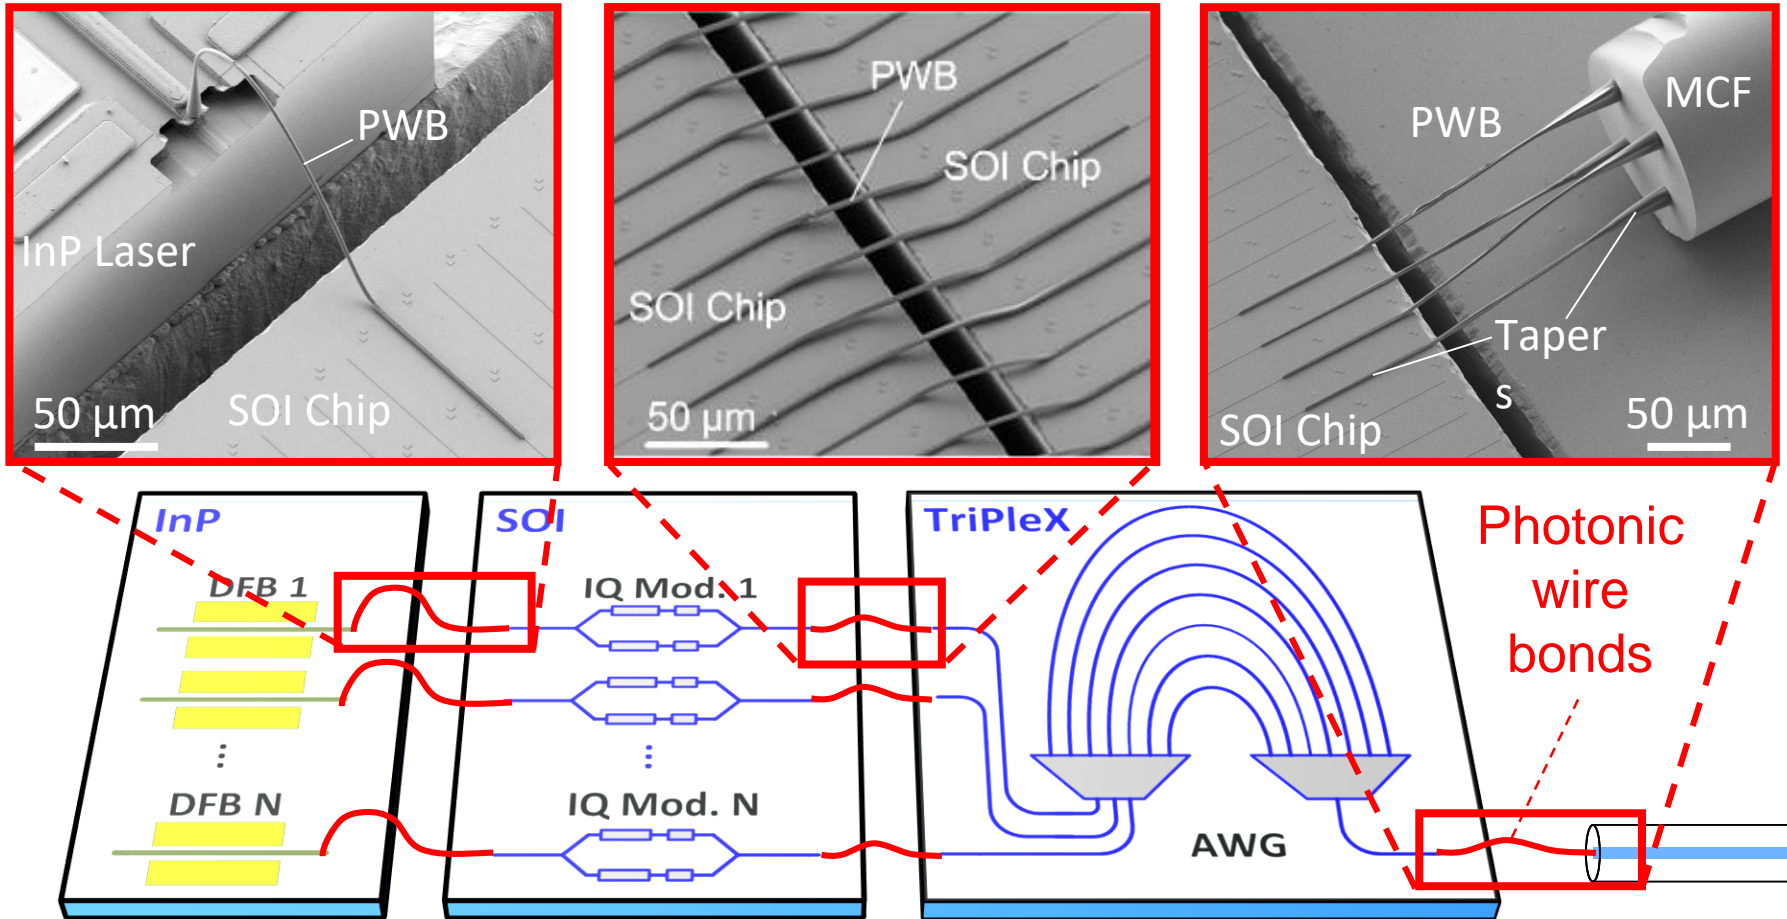 PWB
InP Laser
SOI Chip
50 µm
PWB
SOI Chip
SOI Chip
50 µm
MCF
PWB
Taper
s
SOI Chip
50 µm
InP
DFB 1
⋮
DFB N
SOI
IQ Mod. 1
⋮
IQ Mod. N
TriPleX
AWG
Photonic
wire
bonds